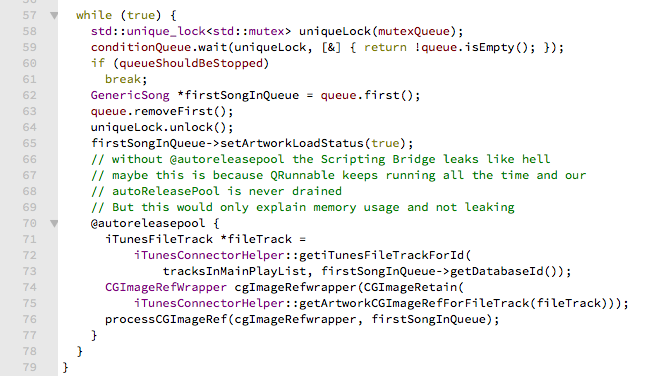 57 while (true) {
58 std::unique_lock<std::mutex> uniqueLock(mutexQueue);
59 conditionQueue.wait(uniqueLock, [&] { return !queue.isEmpty(); });
60 if (queueShouldBeStopped)
61 break;
62 GenericSong *firstSongInQueue = queue.first();
63 queue.removeFirst();
64 uniqueLock.unlock();
65 firstSongInQueue->setArtworkLoadStatus(true);
66 // without @autoreleasepool the Scripting Bridge leaks like hell
67 // maybe this is because QRunnable keeps running all the time and our
68 // autoReleasePool is never drained
69 // But this would only explain memory usage and not leaking
70 @autoreleasepool {
71 iTunesFileTrack *fileTrack =
72 iTunesConnectorHelper::getiTunesFileTrackForId(
73 tracksInMainPlayList, firstSongInQueue->getDatabaseId());
74 CGImageRefWrapper cgImageRefwrapper(CGImageRetain(
75 iTunesConnectorHelper::getArtworkCGImageRefForFileTrack(fileTrack)));
76 processCGImageRef(cgImageRefwrapper, firstSongInQueue);
77 }
78 }
79 }